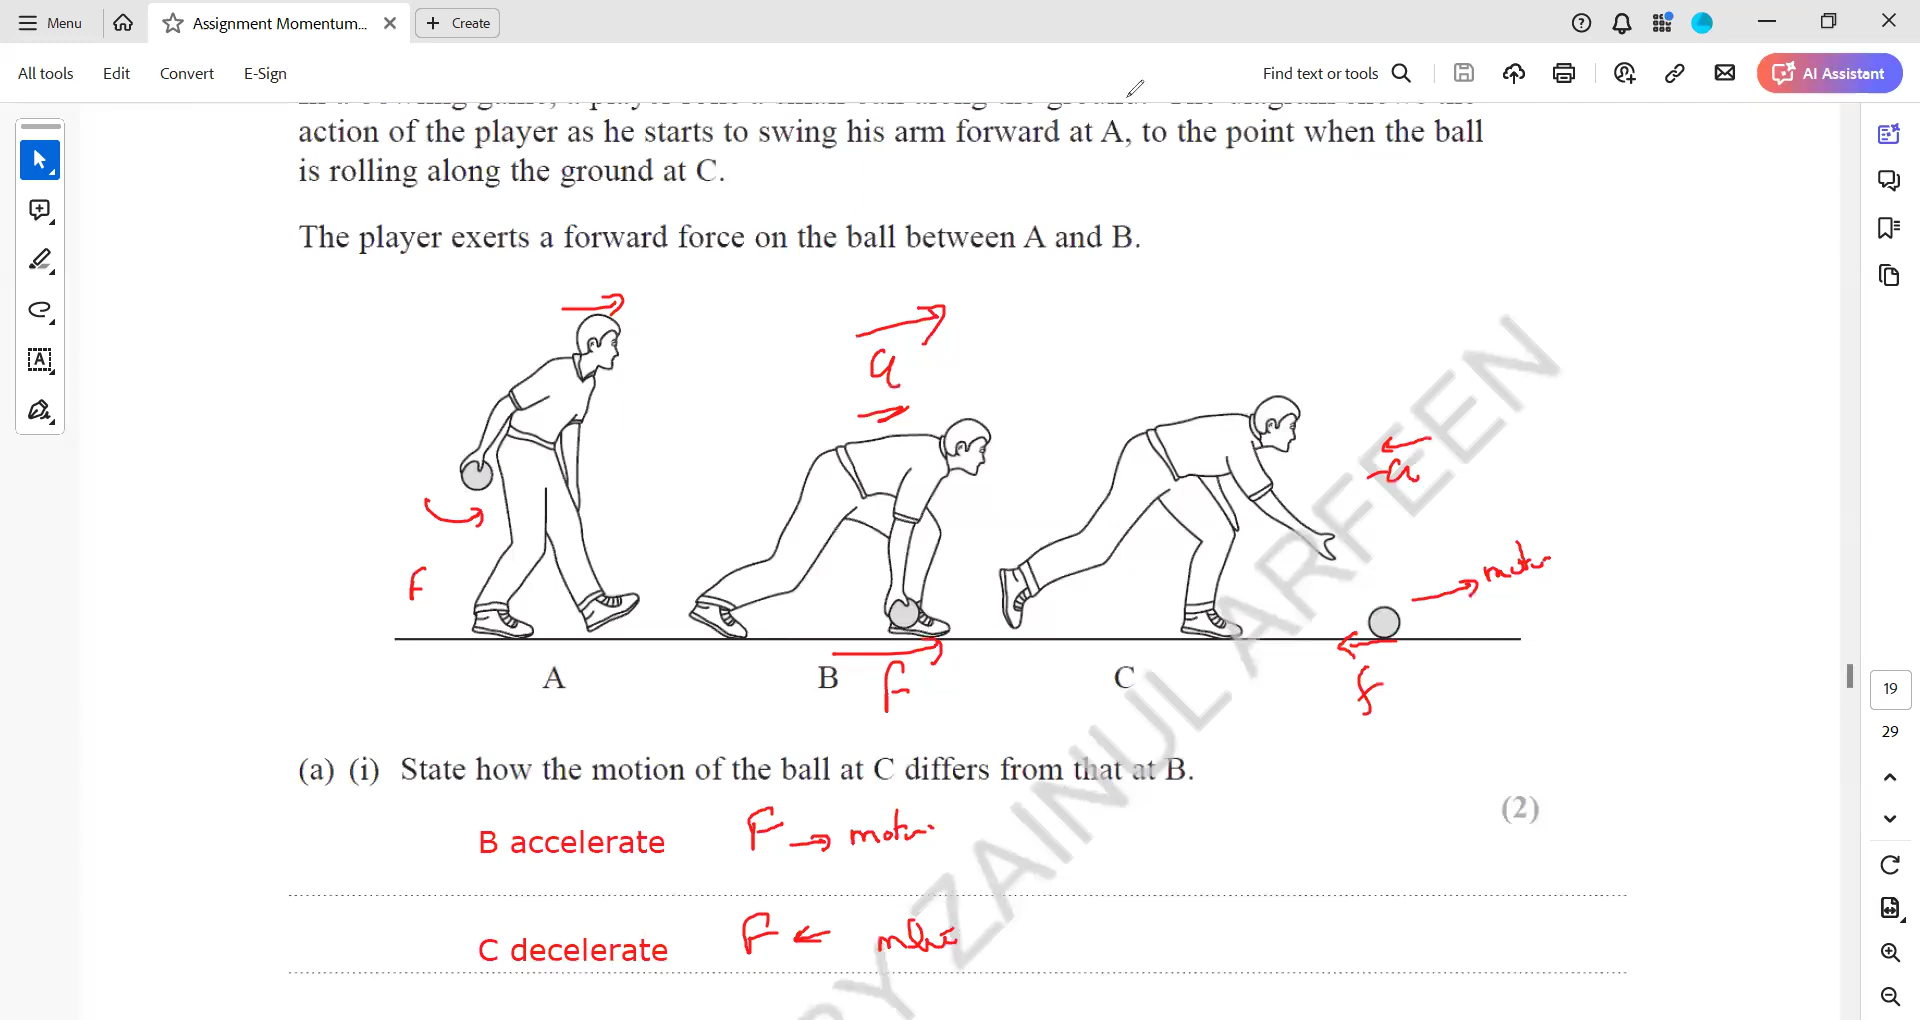 Menu
Assignment Momentum...
Create
All tools
Edit
Convert
E-Sign
Find text or tools
AI Assistant
action of the player as he starts to swing his arm forward at A, to the point when the ball
is rolling along the ground at C.
The player exerts a forward force on the ball between A and B.
a
-a
F
A
B
F
C
f
(a) (i) State how the motion of the ball at C differs from that at B.
(2)
B accelerate
F →
C decelerate
F ←
BY ZAINUL ARFEEN
19
29